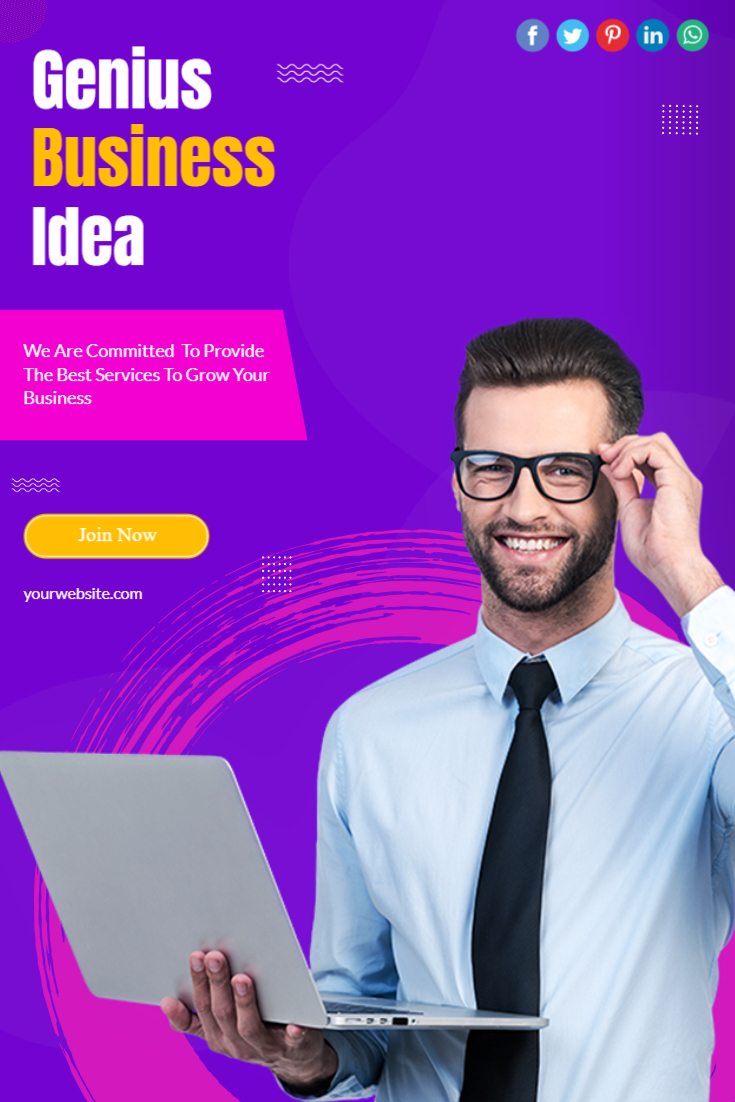 Genius
Business
Idea
We Are Committed  To Provide
The Best Services To Grow Your
Business
Join Now
yourwebsite.com